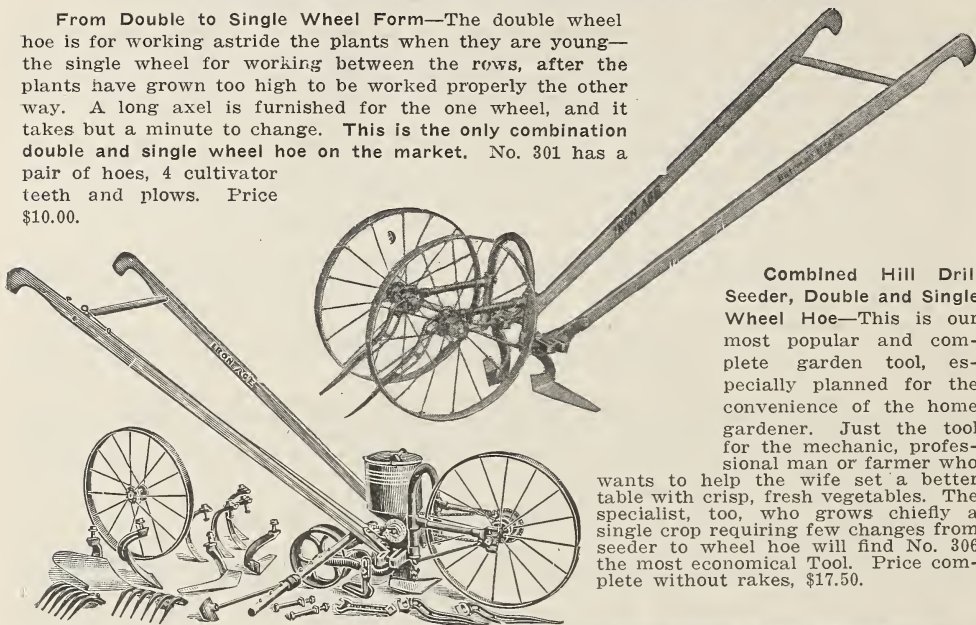 From Double to Single Wheel Form—The double wheel
hoe is for working astride the plants when they are young—
the single wheel for working between the rows, after the
plants have grown too high to be worked properly the other
way. A long axel is furnished for the one wheel, and it
takes but a minute to change. This is the only combination
double and single wheel hoe on the market. No. 301 has a
pair of hoes, 4 cultivator
teeth and plows. Price
$10.00.
IRON AGE
IRON AGE
Combined Hill Drill
Seeder, Double and Single
Wheel Hoe—This is our
most popular and com-
plete garden tool, es-
pecially planned for the
convenience of the home
gardener. Just the tool
for the mechanic, profes-
sional man or farmer who
wants to help the wife set a better
table with crisp, fresh vegetables. The
specialist, too, who grows chiefly a
single crop requiring few changes from
seeder to wheel hoe will find No. 306
the most economical Tool. Price com-
plete without rakes, $17.50.